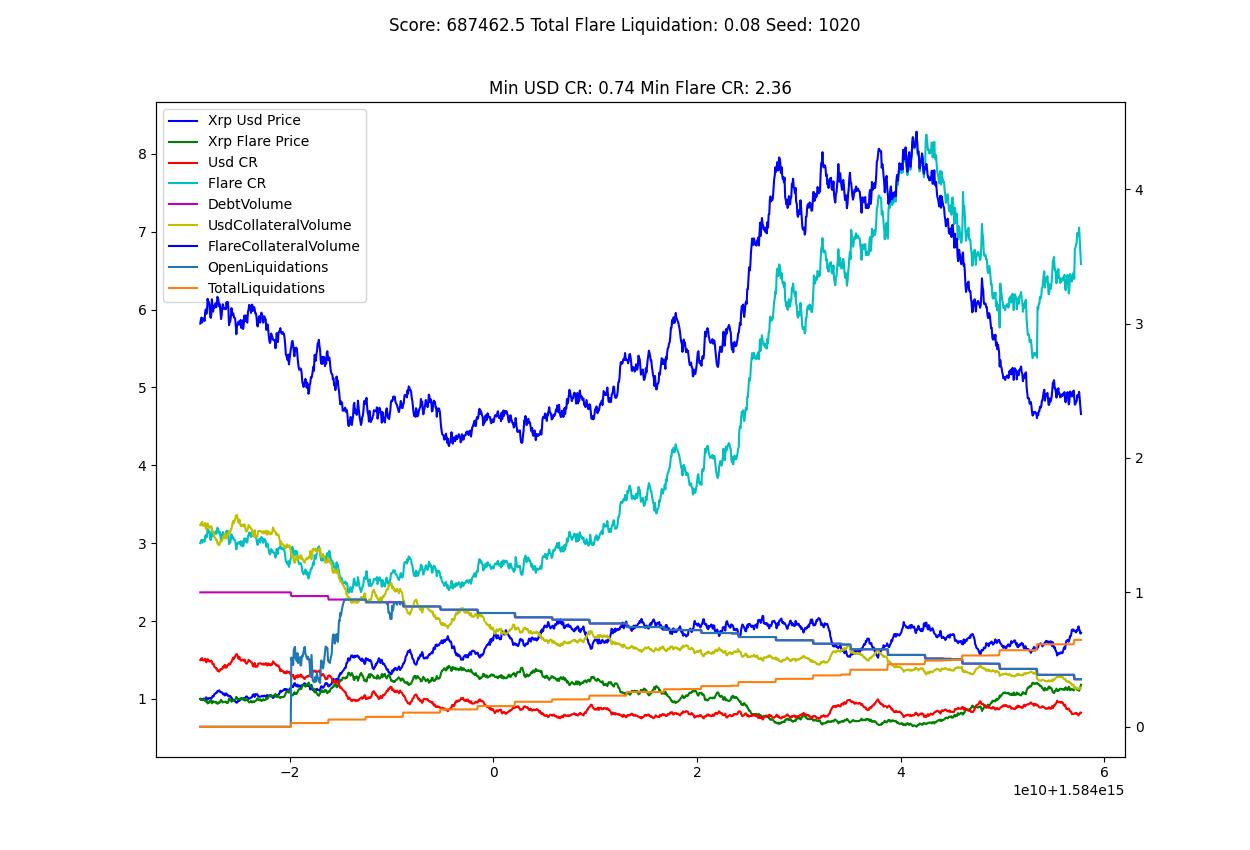 Score: 687462.5 Total Flare Liquidation: 0.08 Seed: 1020
Min USD CR: 0.74 Min Flare CR: 2.36
Xrp Usd Price
Xrp Flare Price
Usd CR
Flare CR
DebtVolume
UsdCollateralVolume
FlareCollateralVolume
OpenLiquidations
TotalLiquidations
8
7
6
5
4
3
2
1
4
3
2
1
0
−2
0
2
4
6
1e10+1.584e15